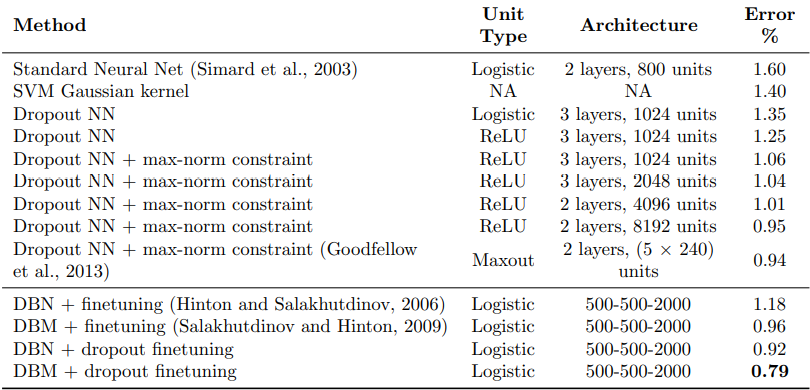 Method Unit Type Architecture Error %
Standard Neural Net (Simard et al., 2003) Logistic 2 layers, 800 units 1.60
SVM Gaussian kernel NA NA 1.40
Dropout NN Logistic 3 layers, 1024 units 1.35
Dropout NN ReLU 3 layers, 1024 units 1.25
Dropout NN + max-norm constraint ReLU 3 layers, 1024 units 1.06
Dropout NN + max-norm constraint ReLU 3 layers, 2048 units 1.04
Dropout NN + max-norm constraint ReLU 2 layers, 4096 units 1.01
Dropout NN + max-norm constraint ReLU 2 layers, 8192 units 0.95
Dropout NN + max-norm constraint (Goodfellow et al., 2013) Maxout 2 layers, (5 × 240) units 0.94
DBN + finetuning (Hinton and Salakhutdinov, 2006) Logistic 500-500-2000 1.18
DBM + finetuning (Salakhutdinov and Hinton, 2009) Logistic 500-500-2000 0.96
DBN + dropout finetuning Logistic 500-500-2000 0.92
DBM + dropout finetuning Logistic 500-500-2000 0.79